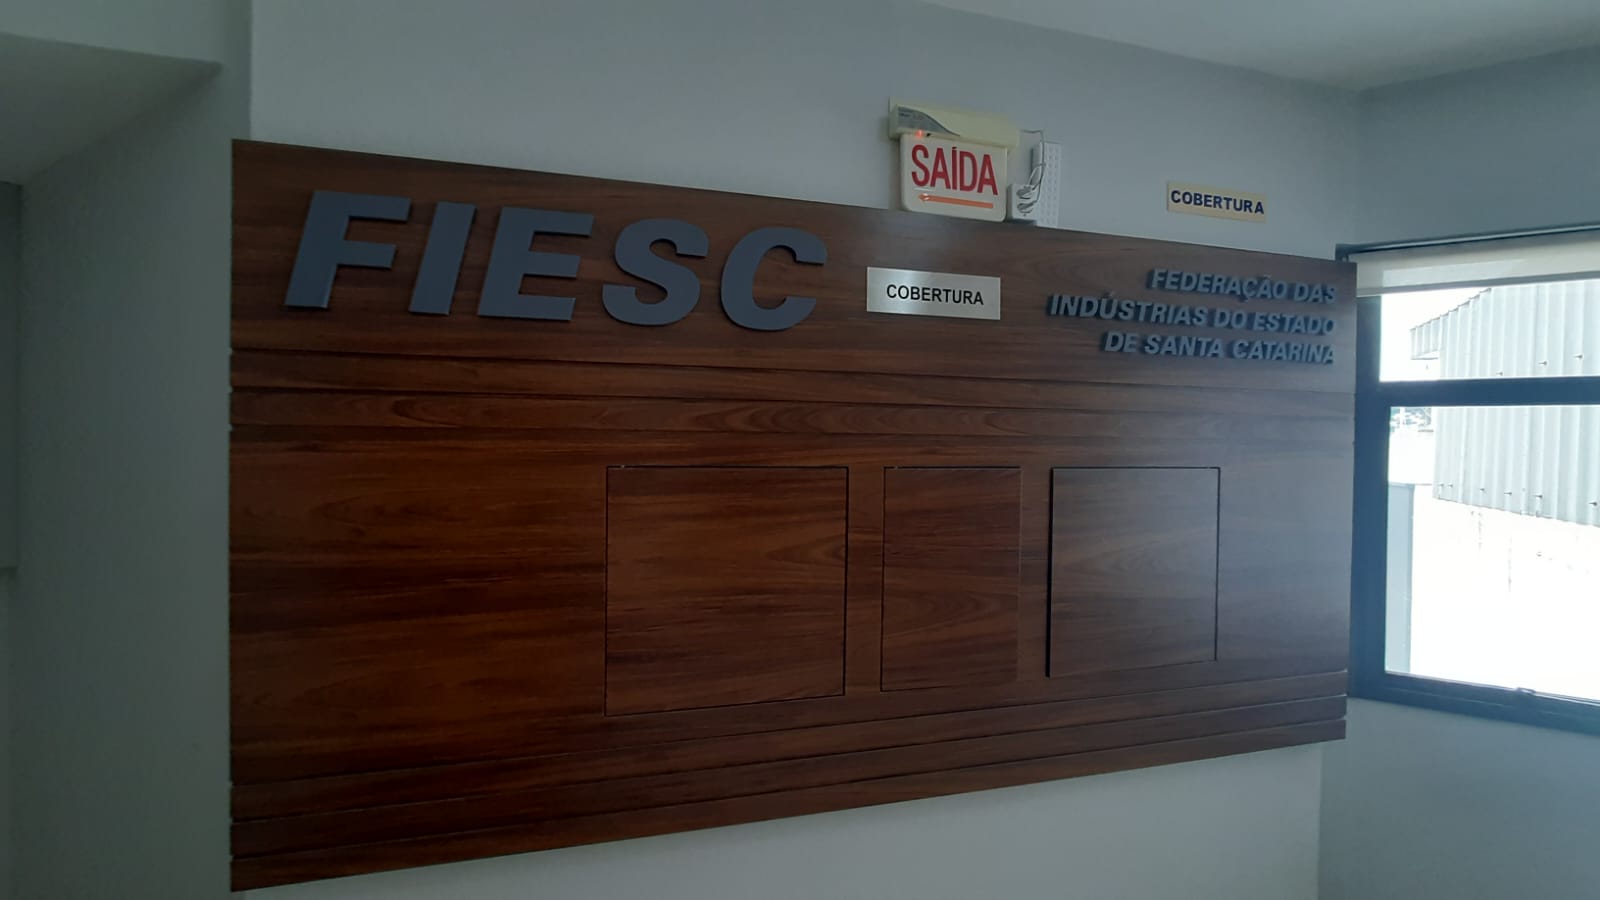 SAÍDA
COBERTURA
FIESC
COBERTURA
FEDERAÇÃO DAS
INDÚSTRIAS DO ESTADO
DE SANTA CATARINA